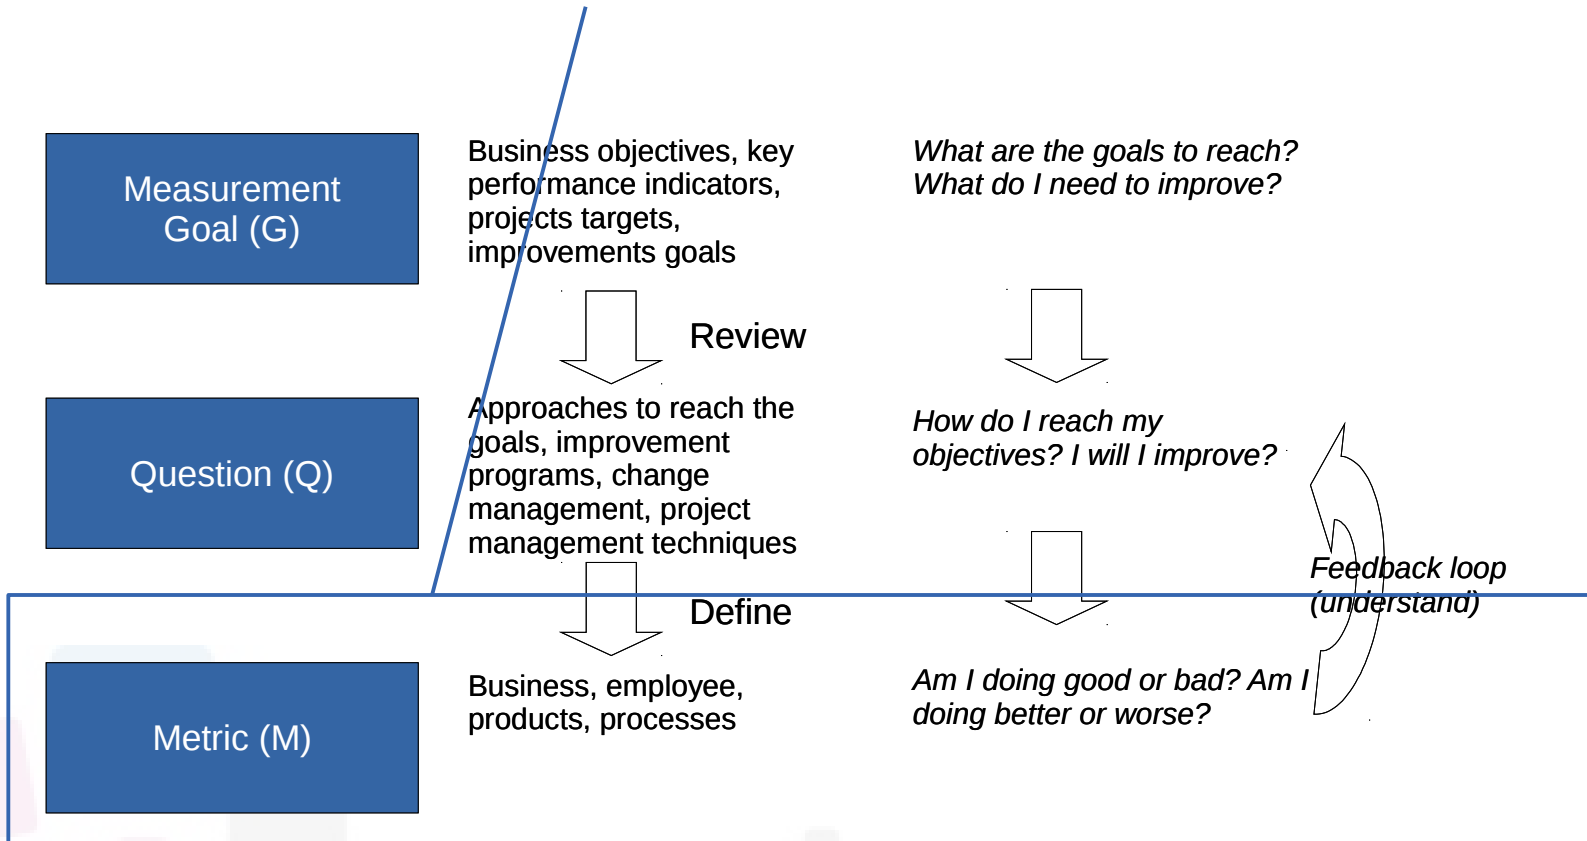 Measurement
Goal (G)
Business objectives, key
performance indicators,
projects targets,
improvements goals
What are the goals to reach?
What do I need to improve?
Review
Question (Q)
Approaches to reach the
goals, improvement
programs, change
management, project
management techniques
How do I reach my
objectives? I will I improve?
Feedback loop
(understand)
Define
Metric (M)
Business, employee,
products, processes
Am I doing good or bad? Am I
doing better or worse?